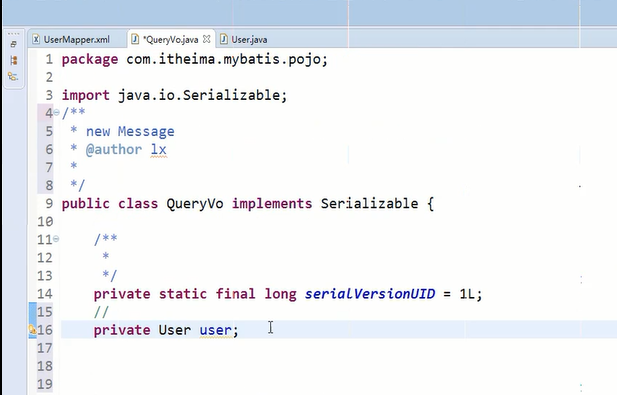 UserMapper.xml *QueryVo.java User.java
1 package com.itheima.mybatis.pojo;
2
3 import java.io.Serializable;
4 /**
5 * new Message
6 * @author lx
7 *
8 */
9 public class QueryVo implements Serializable {
10
11 /**
12 *
13 */
14 private static final long serialVersionUID = 1L;
15 //
16 private User user;
17
18
19